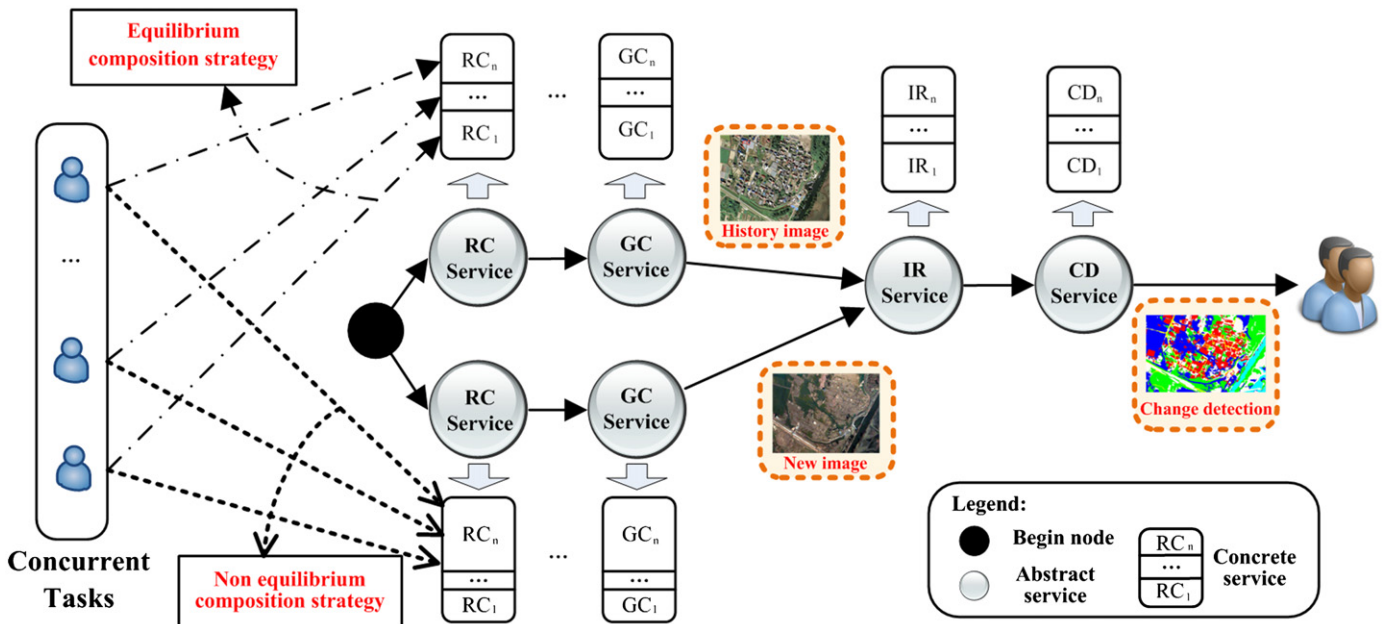 Equilibrium
composition strategy
RCₙ
...
RC₁
...
GCₙ
...
GC₁
IRₙ
...
IR₁
CDₙ
...
CD₁
...
History image
RC
Service
GC
Service
IR
Service
CD
Service
RC
Service
GC
Service
New image
Change detection
Concurrent
Tasks
Non equilibrium
composition strategy
RCₙ
...
RC₁
...
GCₙ
...
GC₁
Legend:
Begin node
Abstract
service
RCₙ
...
RC₁
Concrete
service